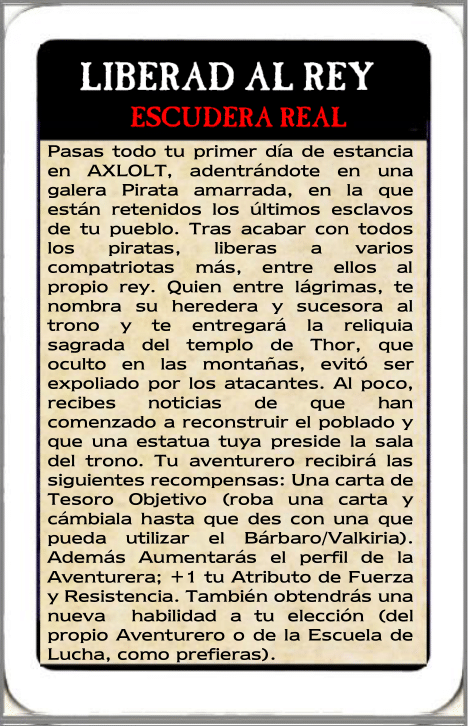 LIBERAD AL REY
ESCUDERA REAL
Pasas todo tu primer día de estancia
en AXLOLT, adentrándote en una
galera Pirata amarrada, en la que
están retenidos los últimos esclavos
de tu pueblo. Tras acabar con todos
los piratas, liberas a varios
compatriotas más, entre ellos al
propio rey. Quien entre lágrimas, te
nombra su heredera y sucesora al
trono y te entregará la reliquia
sagrada del templo de Thor, que
oculto en las montañas, evitó ser
expoliado por los atacantes. Al poco,
recibes noticias de que han
comenzado a reconstruir el poblado y
que una estatua tuya preside la sala
del trono. Tu aventurero recibirá las
siguientes recompensas: Una carta de
Tesoro Objetivo (roba una carta y
cámbiala hasta que des con una que
pueda utilizar el Bárbaro/Valkiria).
Además Aumentarás el perfil de la
Aventurera; +1 tu Atributo de Fuerza
y Resistencia. También obtendrás una
nueva habilidad a tu elección (del
propio Aventurero o de la Escuela de
Lucha, como prefieras).